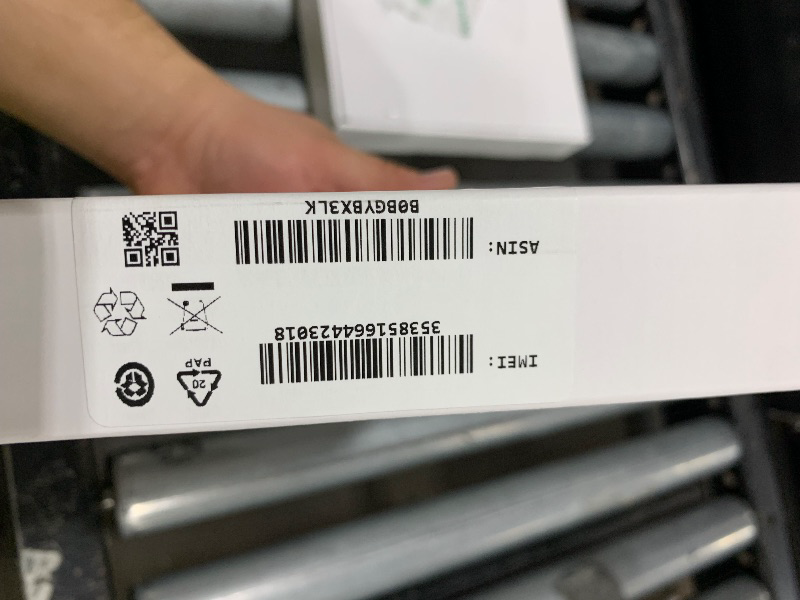 IMEI:
353851664423018
20
PAP
ASIN:
B0BGYBX3LK